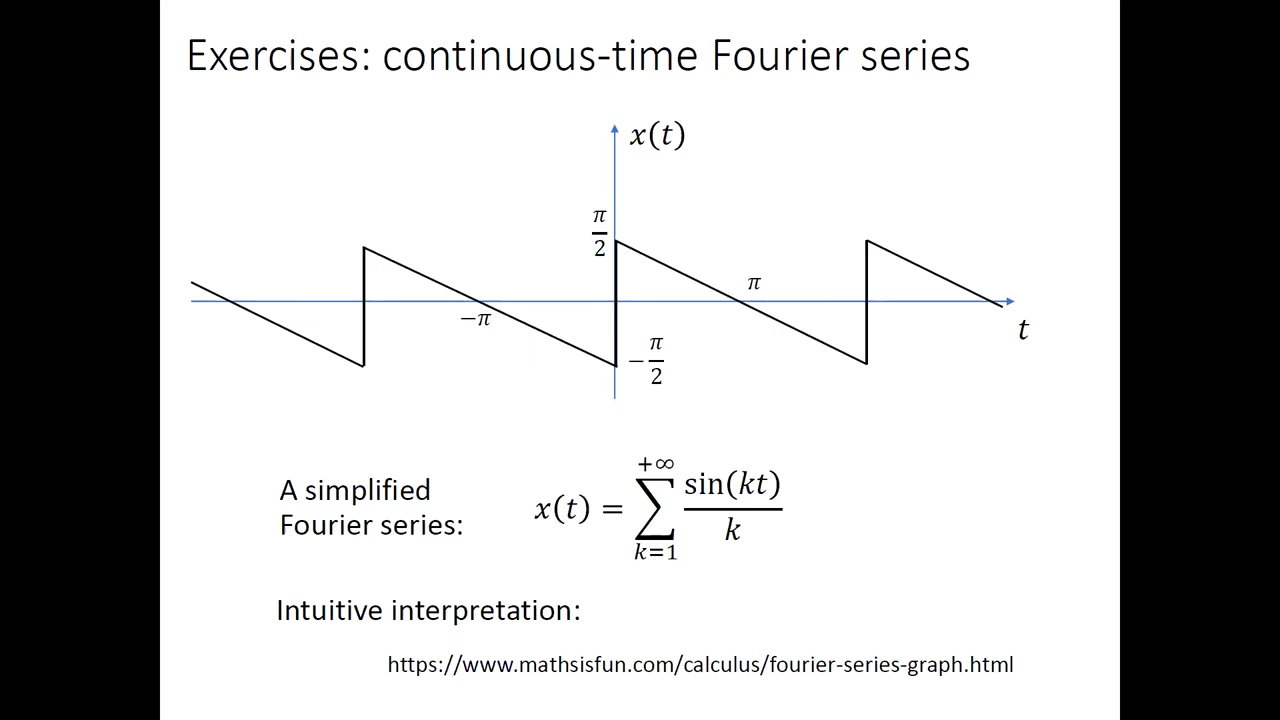 Exercises: continuous-time Fourier series
x(t)
π/2
π
−π
t
−π/2
A simplified
Fourier series:
x(t) = ∑_{k=1}^{+∞} sin(kt)/k
Intuitive interpretation:
https://www.mathsisfun.com/calculus/fourier-series-graph.html